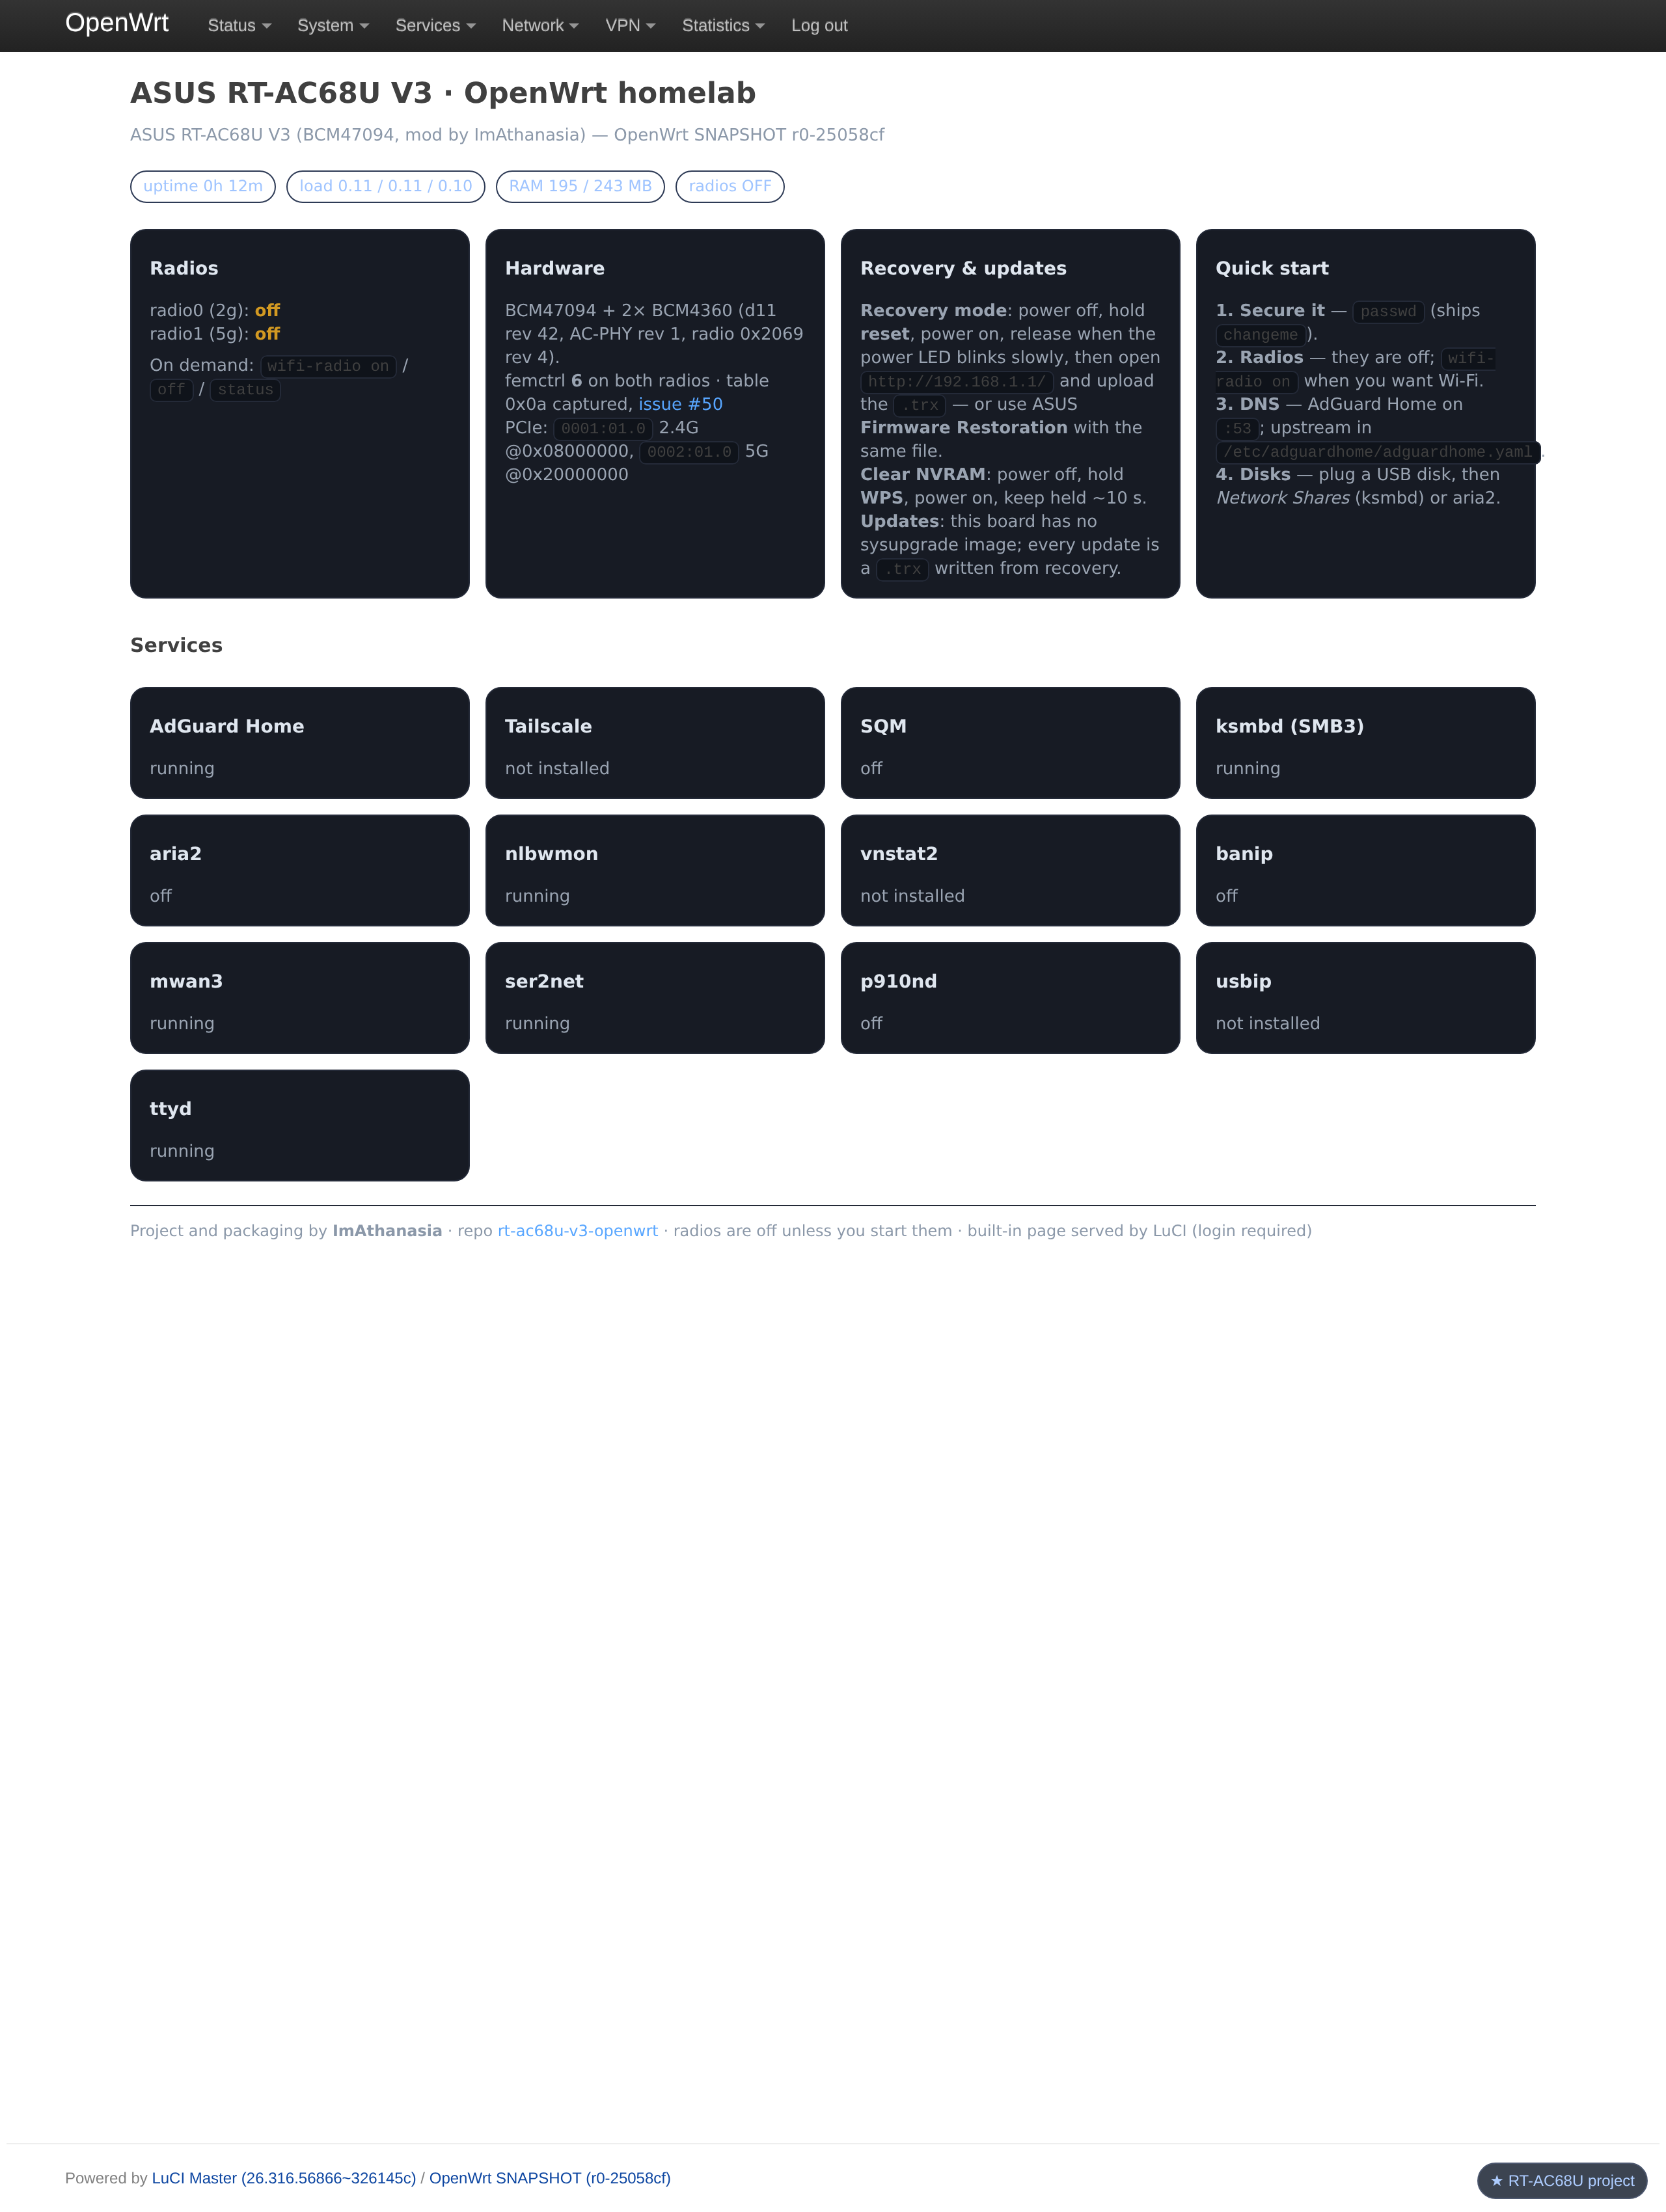 OpenWrt Status System Services Network VPN Statistics Log out
ASUS RT-AC68U V3 · OpenWrt homelab
ASUS RT-AC68U V3 (BCM47094, mod by ImAthanasia) — OpenWrt SNAPSHOT r0-25058cf
uptime 0h 12m load 0.11 / 0.11 / 0.10 RAM 195 / 243 MB radios OFF
Radios
radio0 (2g): off
radio1 (5g): off
On demand: wifi-radio on /
off / status
Hardware
BCM47094 + 2× BCM4360 (d11
rev 42, AC-PHY rev 1, radio 0x2069
rev 4).
femctrl 6 on both radios · table
0x0a captured, issue #50
PCIe: 0001:01.0 2.4G
@0x08000000, 0002:01.0 5G
@0x20000000
Recovery & updates
Recovery mode: power off, hold
reset, power on, release when the
power LED blinks slowly, then open
http://192.168.1.1/ and upload
the .trx — or use ASUS
Firmware Restoration with the
same file.
Clear NVRAM: power off, hold
WPS, power on, keep held ~10 s.
Updates: this board has no
sysupgrade image; every update is
a .trx written from recovery.
Quick start
1. Secure it — passwd (ships
changeme).
2. Radios — they are off; wifi-
radio on when you want Wi-Fi.
3. DNS — AdGuard Home on
:53; upstream in
/etc/adguardhome/adguardhome.yaml.
4. Disks — plug a USB disk, then
Network Shares (ksmbd) or aria2.
Services
AdGuard Home
running
Tailscale
not installed
SQM
off
ksmbd (SMB3)
running
aria2
off
nlbwmon
running
vnstat2
not installed
banip
off
mwan3
running
ser2net
running
p910nd
off
usbip
not installed
ttyd
running
Project and packaging by ImAthanasia · repo rt-ac68u-v3-openwrt · radios are off unless you start them · built-in page served by LuCI (login required)
Powered by LuCI Master (26.316.56866~326145c) / OpenWrt SNAPSHOT (r0-25058cf)
★ RT-AC68U project